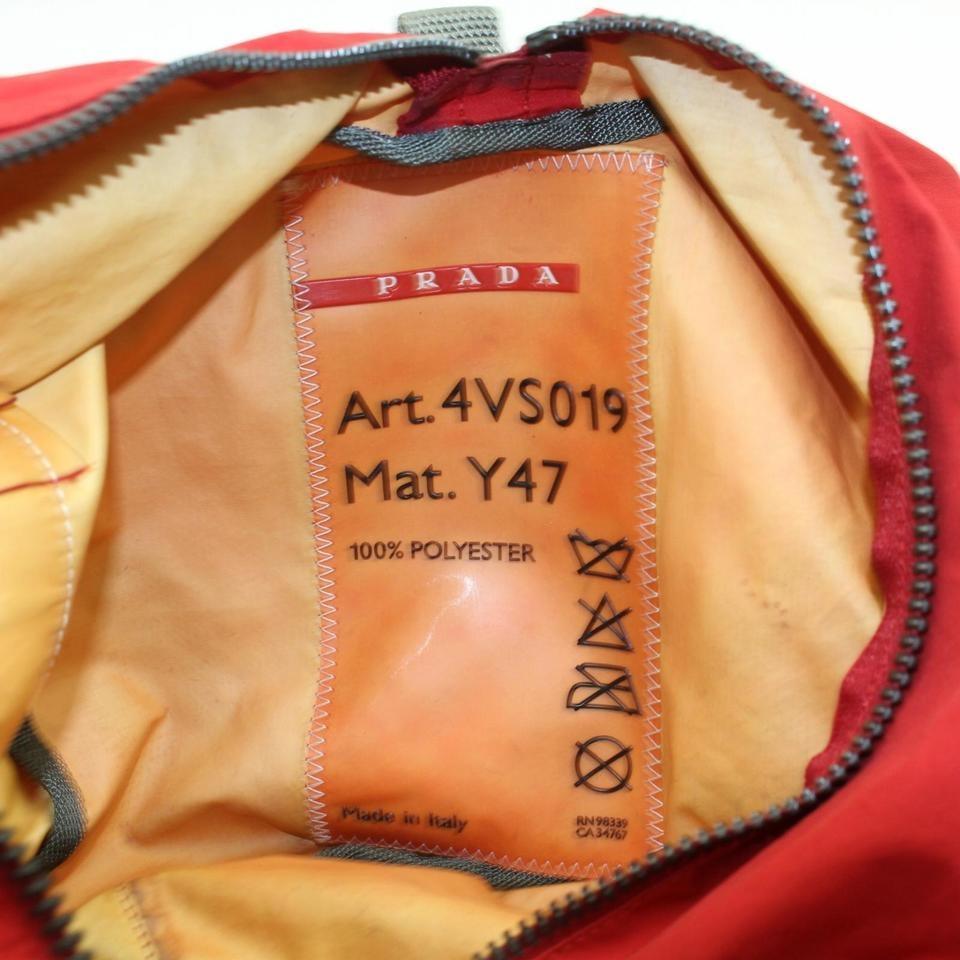 PRADA
Art. 4VS019
Mat. Y47
100% POLYESTER
Made in Italy
RN 98339
CA 34767